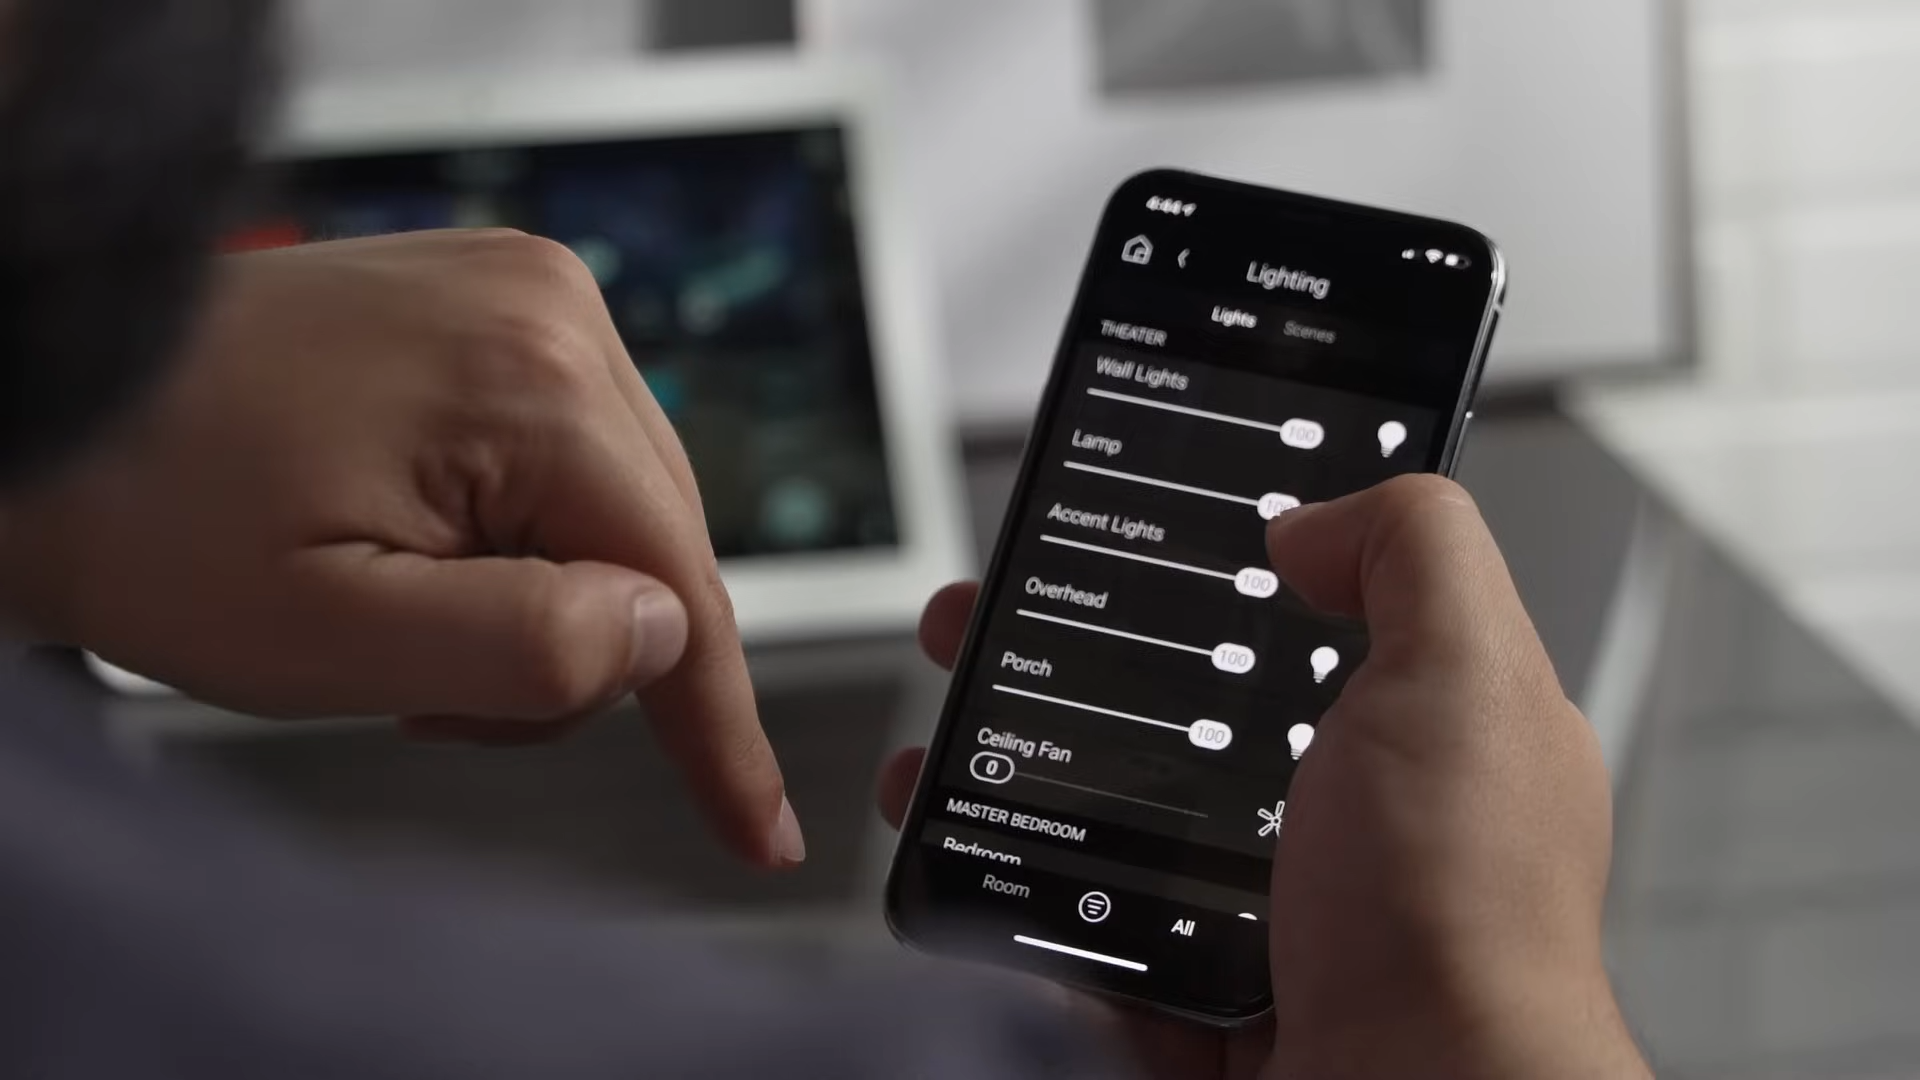 Lighting
Lights Scenes
THEATER
Wall Lights
100
Lamp
100
Accent Lights
100
Overhead
100
Porch
100
Ceiling Fan
0
MASTER BEDROOM
Bedroom
Room All